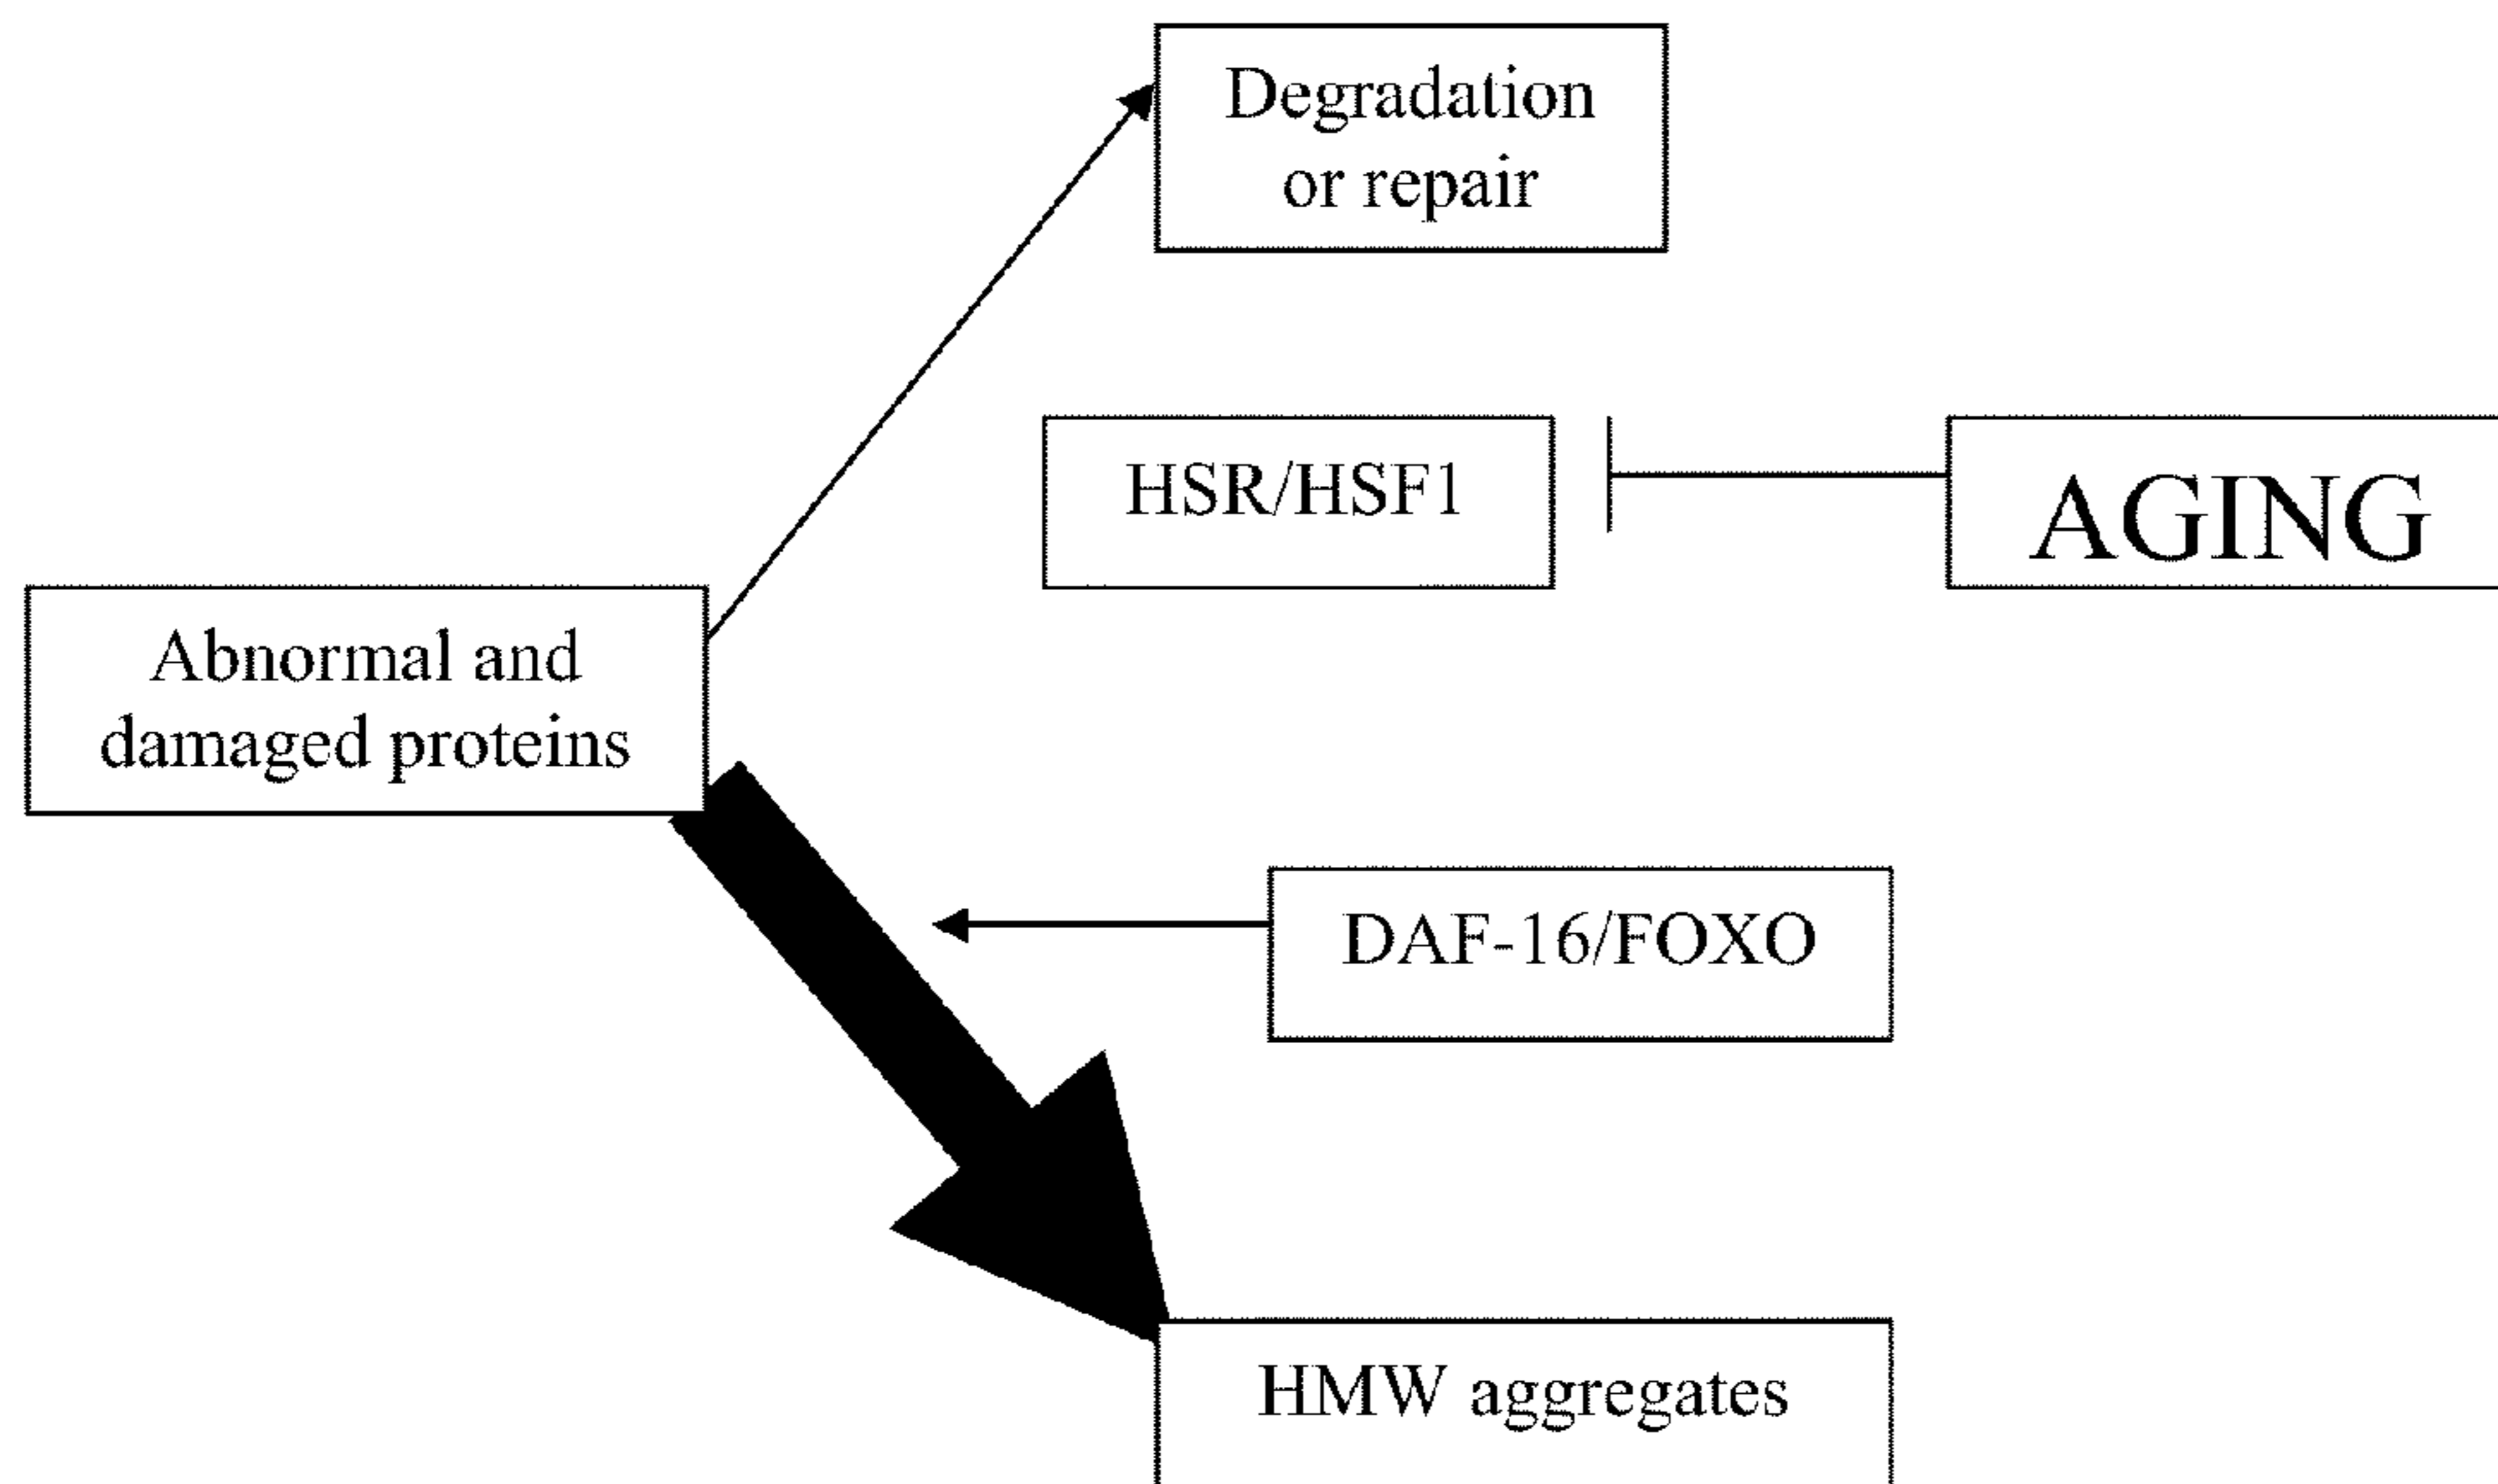 Degradation
or repair
HSR/HSF1
AGING
Abnormal and
damaged proteins
DAF-16/FOXO
HMW aggregates